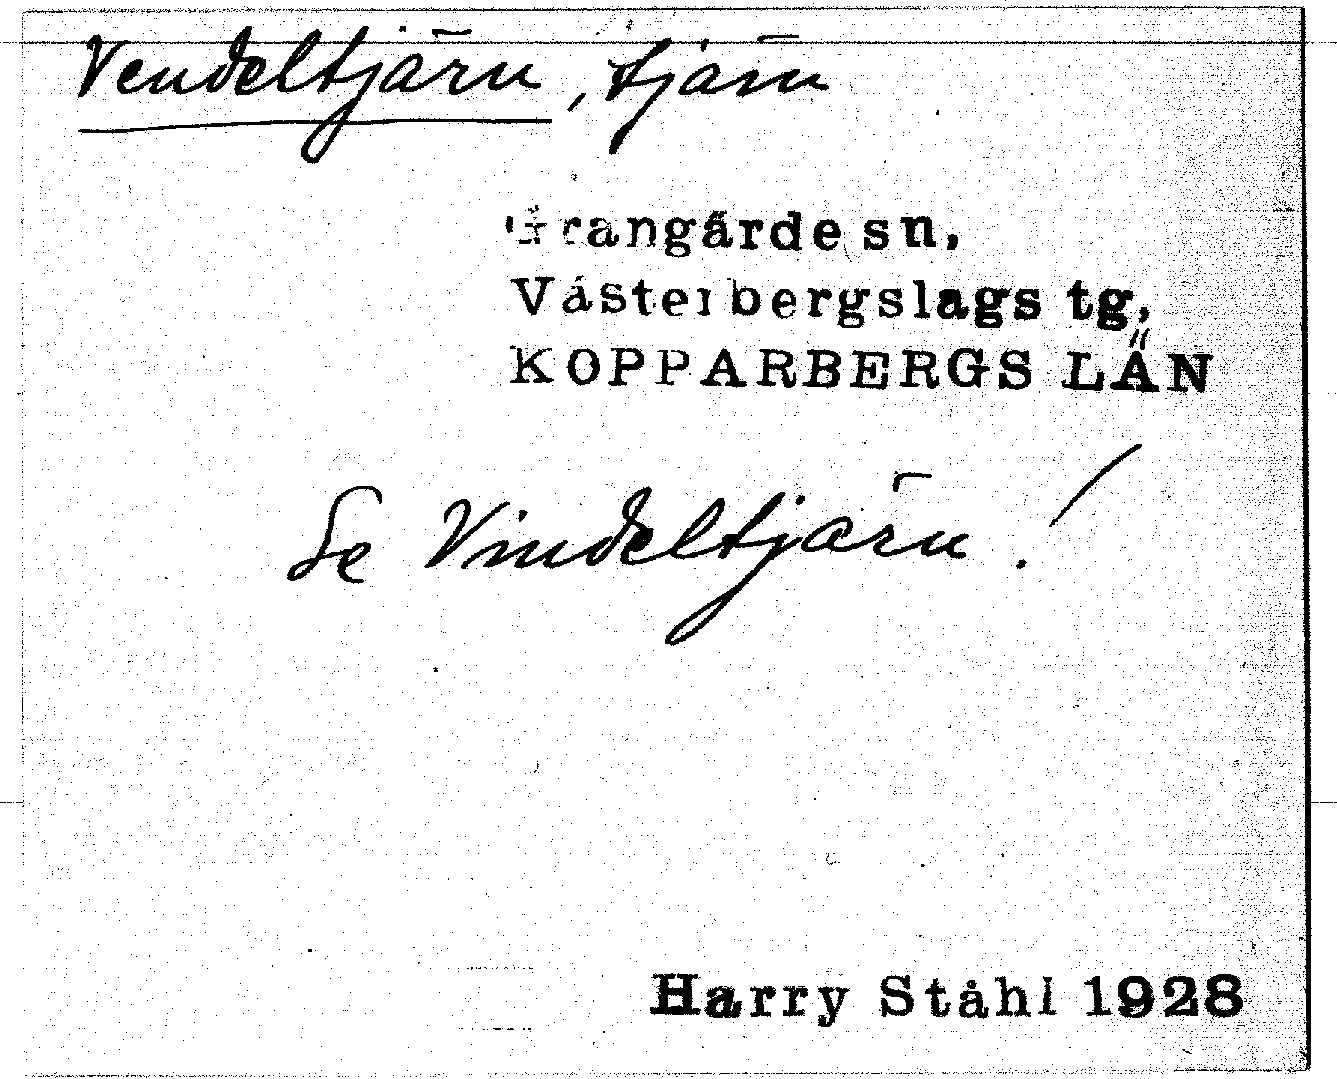 Vendeltjärn, tjärn
Grangärde sn,
Västerbergslags tg,
KOPPARBERGS LÄN
Se Vindeltjärn!
Harry Ståhl 1928